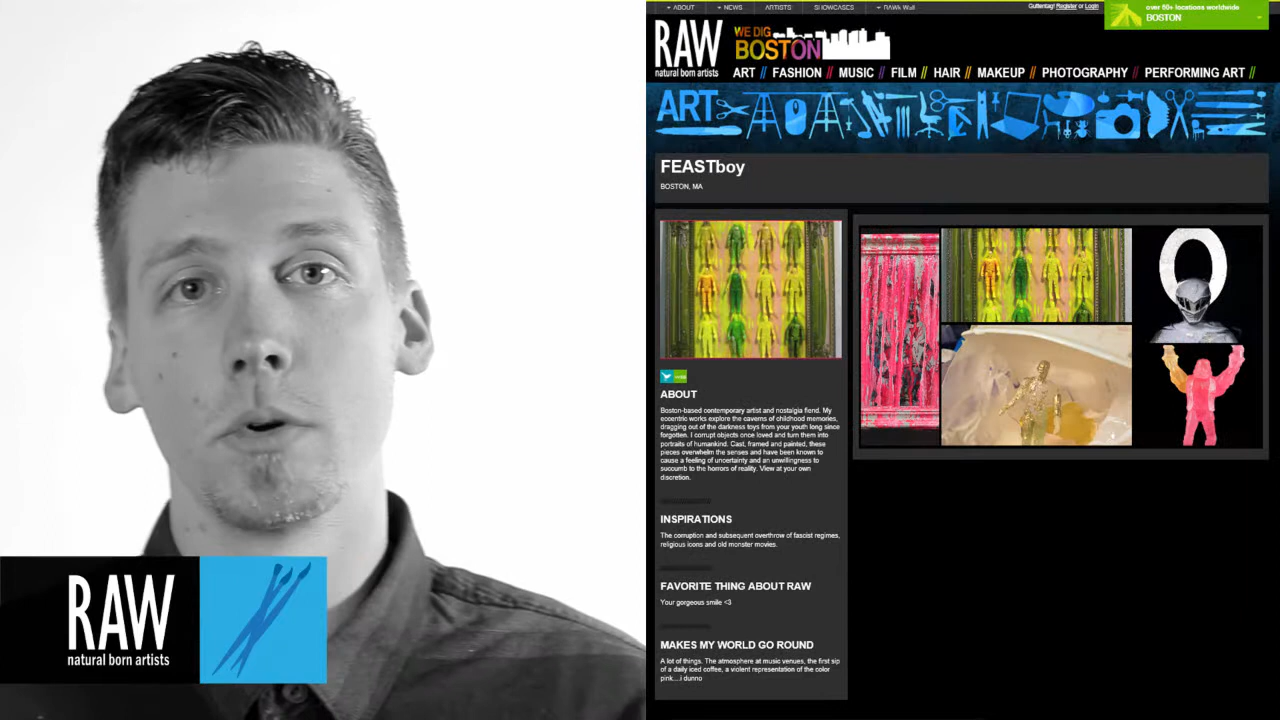 RAW
natural born artists
ABOUT
NEWS
ARTISTS
SHOWCASES
RAWk Wall
Guttentag! Register or Login
over 60+ locations worldwide
BOSTON
RAW
natural born artists
WE DIG
BOSTON
ART // FASHION // MUSIC // FILM // HAIR // MAKEUP // PHOTOGRAPHY // PERFORMING ART //
ART
FEASTboy
BOSTON, MA
ABOUT
Boston-based contemporary artist and nostalgia fiend. My
eccentric works explore the caverns of childhood memories,
dragging out of the darkness toys from your youth long since
forgotten. I corrupt objects once loved and turn them into
portraits of humankind. Cast, framed and painted, these
pieces overwhelm the senses and have been known to
cause a feeling of uncertainty and an unwillingness to
succumb to the horrors of reality. View at your own
discretion.
INSPIRATIONS
The corruption and subsequent overthrow of fascist regimes,
religious icons and old monster movies.
FAVORITE THING ABOUT RAW
Your gorgeous smile <3
MAKES MY WORLD GO ROUND
A lot of things. The atmosphere at music venues, the first sip
of a daily iced coffee, a violent representation of the color
pink....i dunno